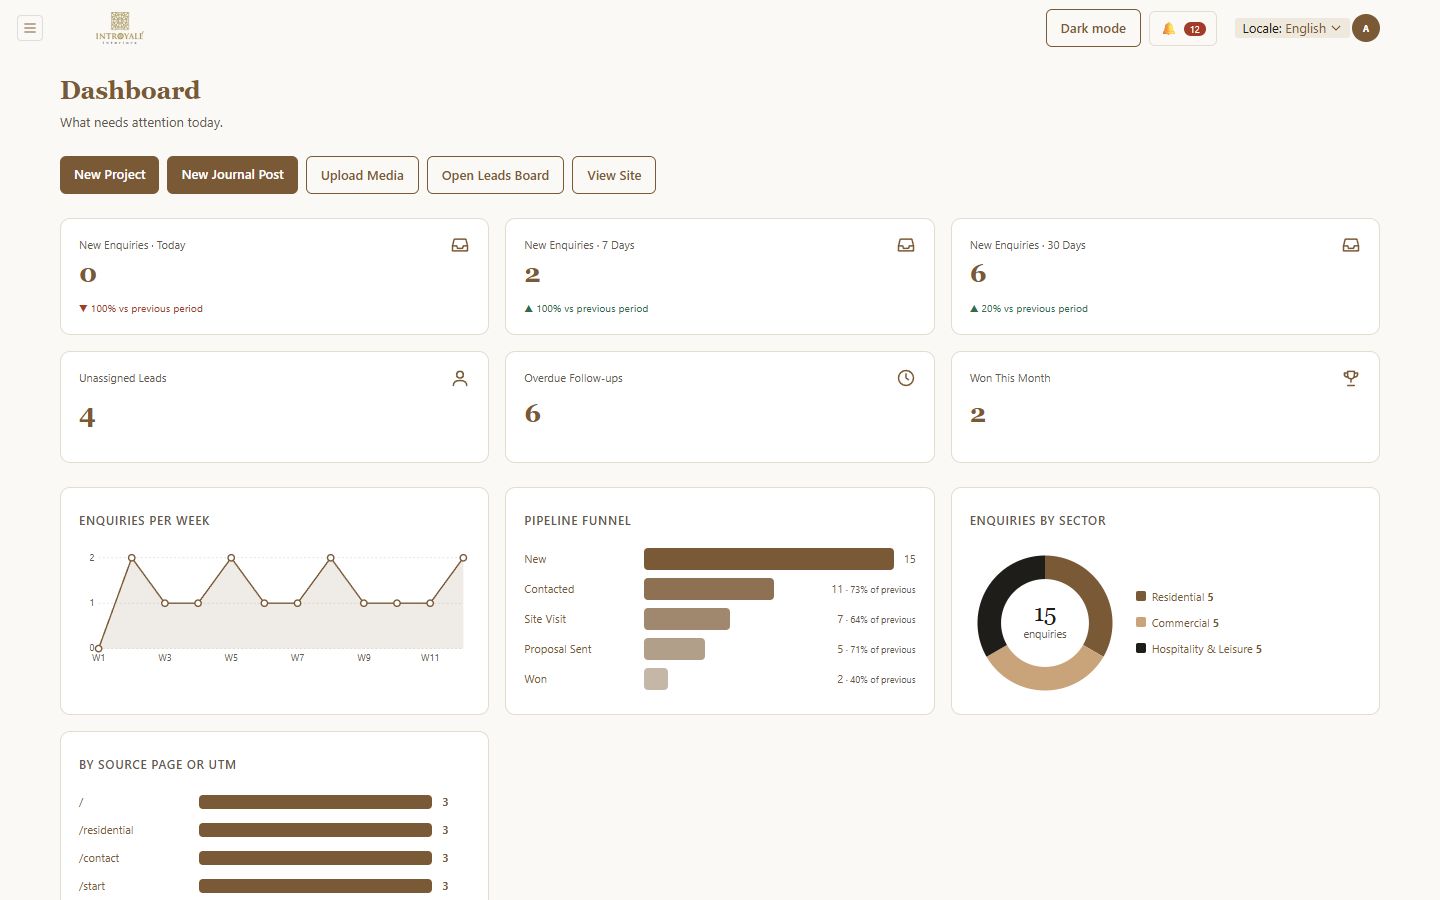 INTROYALE
interiors
Dark mode
12
Locale: English
A
Dashboard
What needs attention today.
New Project
New Journal Post
Upload Media
Open Leads Board
View Site
New Enquiries · Today
0
▼ 100% vs previous period
New Enquiries · 7 Days
2
▲ 100% vs previous period
New Enquiries · 30 Days
6
▲ 20% vs previous period
Unassigned Leads
4
Overdue Follow-ups
6
Won This Month
2
ENQUIRIES PER WEEK
2
1
0
W1 W3 W5 W7 W9 W11
PIPELINE FUNNEL
New 15
Contacted 11 · 73% of previous
Site Visit 7 · 64% of previous
Proposal Sent 5 · 71% of previous
Won 2 · 40% of previous
ENQUIRIES BY SECTOR
15
enquiries
Residential 5
Commercial 5
Hospitality & Leisure 5
BY SOURCE PAGE OR UTM
/ 3
/residential 3
/contact 3
/start 3